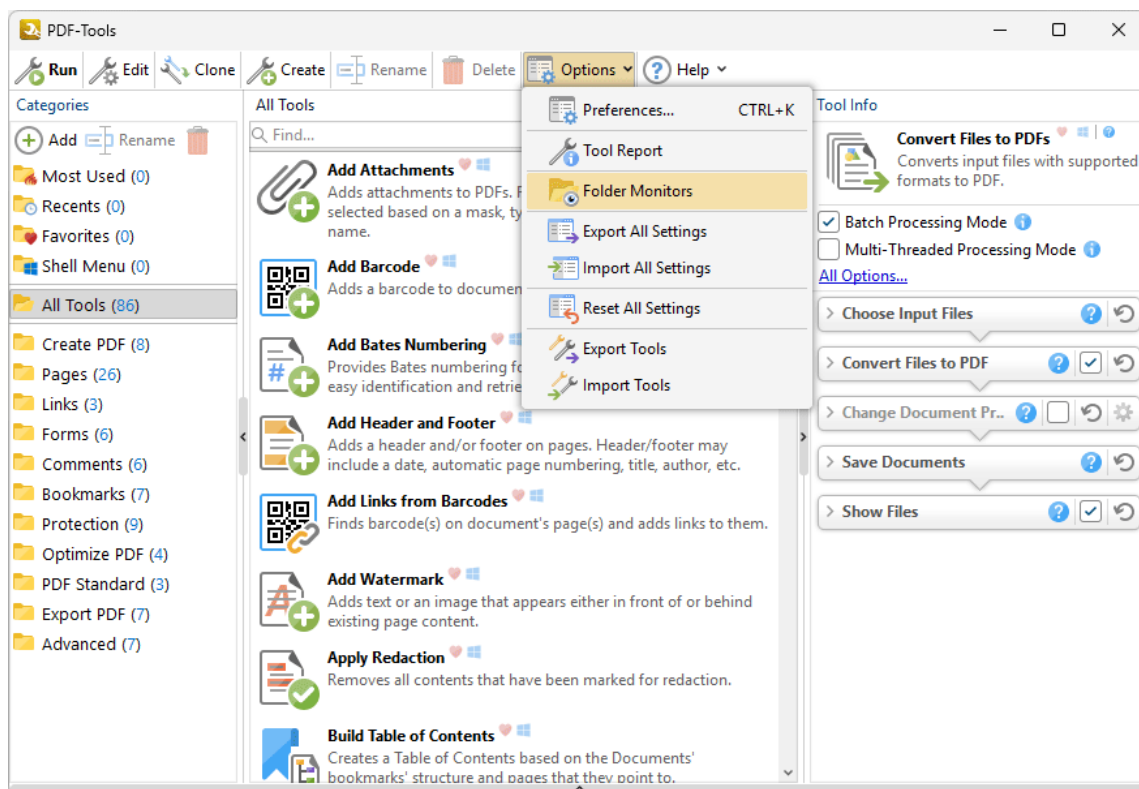 PDF-Tools
Run Edit Clone Create Rename Delete Options Help
Categories
Add Rename
Most Used (0)
Recents (0)
Favorites (0)
Shell Menu (0)
All Tools (86)
Create PDF (8)
Pages (26)
Links (3)
Forms (6)
Comments (6)
Bookmarks (7)
Protection (9)
Optimize PDF (4)
PDF Standard (3)
Export PDF (7)
Advanced (7)
All Tools
Find...
Add Attachments
Adds attachments to PDFs.
selected based on a mask,
name.
Add Barcode
Adds a barcode to documen
Add Bates Numbering
Provides Bates numbering
easy identification and retrie
Add Header and Footer
Adds a header and/or footer on pages. Header/footer may
include a date, automatic page numbering, title, author, etc.
Add Links from Barcodes
Finds barcode(s) on document's page(s) and adds links to them.
Add Watermark
Adds text or an image that appears either in front of or behind
existing page content.
Apply Redaction
Removes all contents that have been marked for redaction.
Build Table of Contents
Creates a Table of Contents based on the Documents'
bookmarks' structure and pages that they point to.
Preferences... CTRL+K
Tool Report
Folder Monitors
Export All Settings
Import All Settings
Reset All Settings
Export Tools
Import Tools
Tool Info
Convert Files to PDFs
Converts input files with supported
formats to PDF.
Batch Processing Mode
Multi-Threaded Processing Mode
All Options...
Choose Input Files
Convert Files to PDF
Change Document Pr..
Save Documents
Show Files